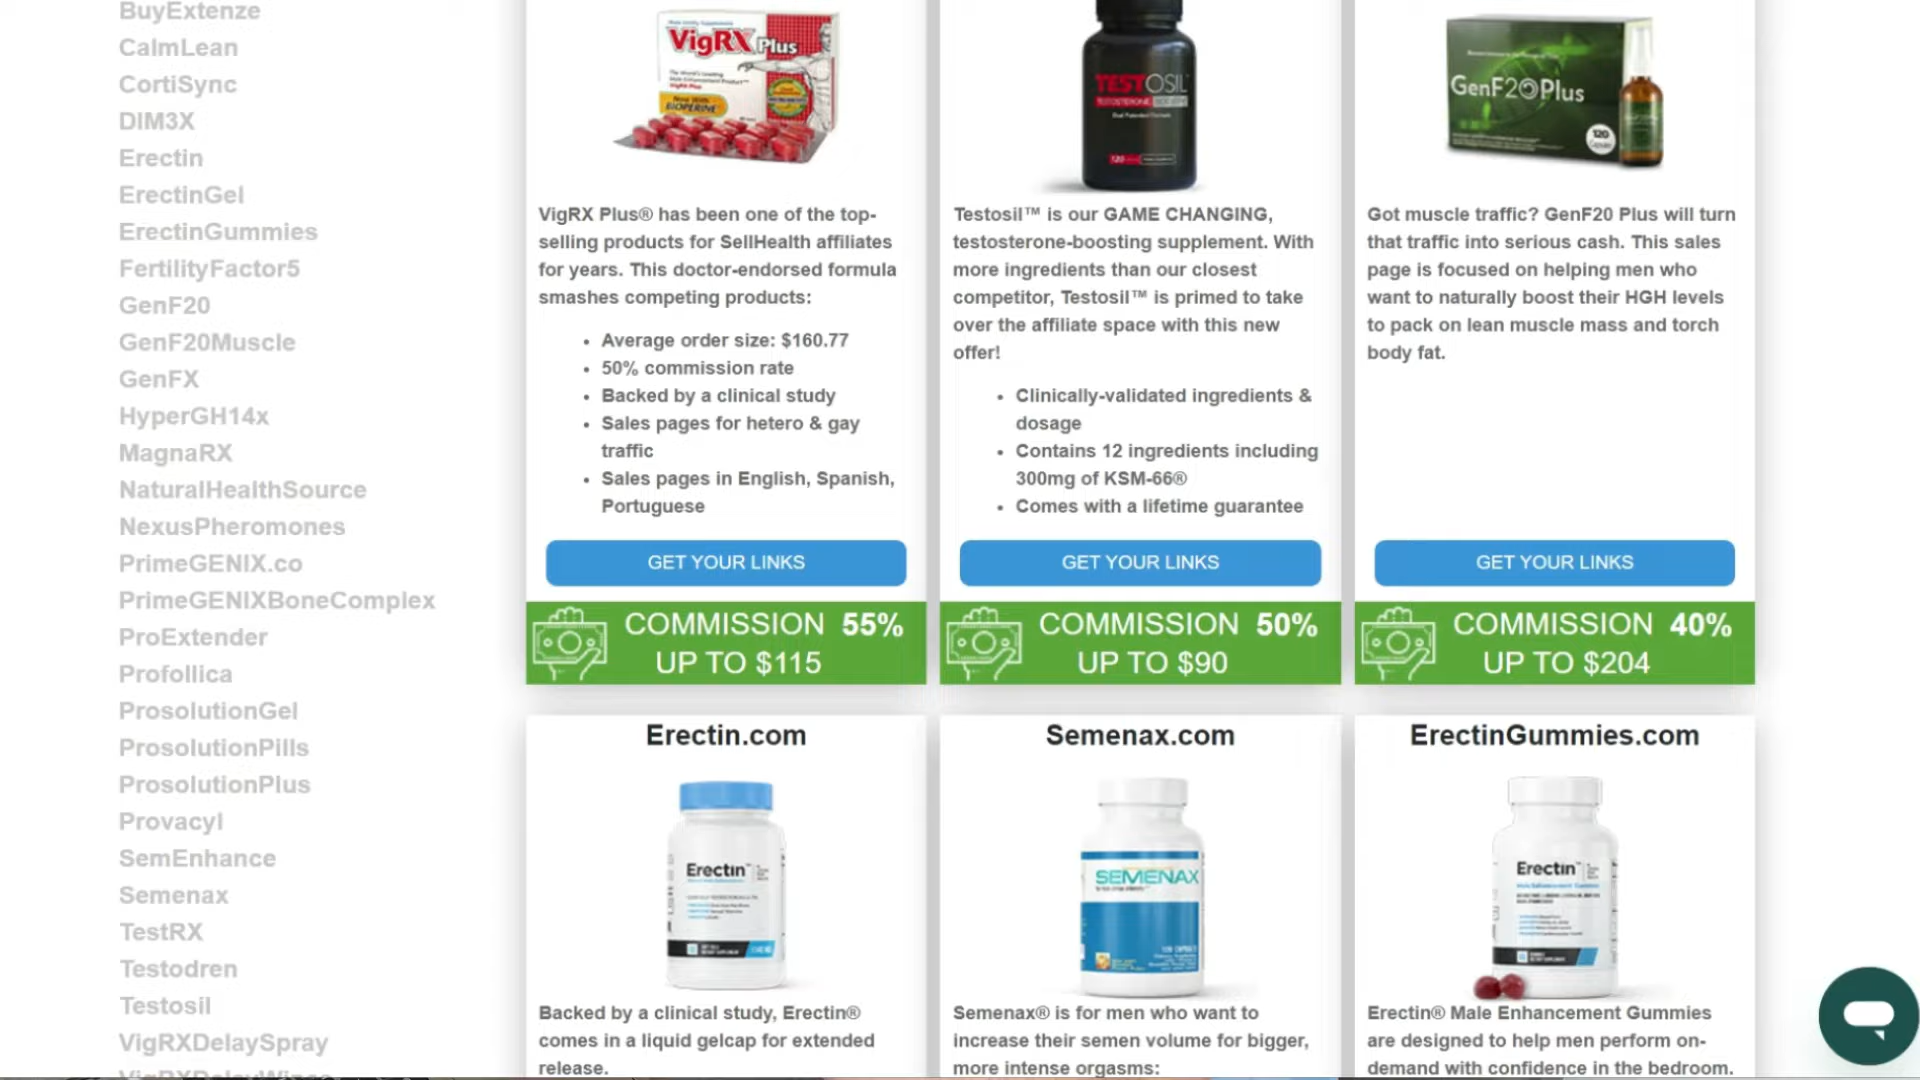 BuyExtenze
CalmLean
CortiSync
DIM3X
Erectin
ErectinGel
ErectinGummies
FertilityFactor5
GenF20
GenF20Muscle
GenFX
HyperGH14x
MagnaRX
NaturalHealthSource
NexusPheromones
PrimeGENIX.co
PrimeGENIXBoneComplex
ProExtender
Profollica
ProsolutionGel
ProsolutionPills
ProsolutionPlus
Provacyl
SemEnhance
Semenax
TestRX
Testodren
Testosil
VigRXDelaySpray
VigRXDelayWipes
VigRX Plus
BIOPERINE
VigRX Plus® has been one of the top-
selling products for SellHealth affiliates
for years. This doctor-endorsed formula
smashes competing products:
• Average order size: $160.77
• 50% commission rate
• Backed by a clinical study
• Sales pages for hetero & gay
traffic
• Sales pages in English, Spanish,
Portuguese
GET YOUR LINKS
COMMISSION 55%
UP TO $115
TESTOSIL
120
Testosil™ is our GAME CHANGING,
testosterone-boosting supplement. With
more ingredients than our closest
competitor, Testosil™ is primed to take
over the affiliate space with this new
offer!
• Clinically-validated ingredients &
dosage
• Contains 12 ingredients including
300mg of KSM-66®
• Comes with a lifetime guarantee
GET YOUR LINKS
COMMISSION 50%
UP TO $90
GenF20Plus
120
Capsules
Got muscle traffic? GenF20 Plus will turn
that traffic into serious cash. This sales
page is focused on helping men who
want to naturally boost their HGH levels
to pack on lean muscle mass and torch
body fat.
GET YOUR LINKS
COMMISSION 40%
UP TO $204
Erectin.com
Erectin™
Backed by a clinical study, Erectin®
comes in a liquid gelcap for extended
release.
Semenax.com
SEMENAX
Semenax® is for men who want to
increase their semen volume for bigger,
more intense orgasms:
ErectinGummies.com
Erectin™
Erectin® Male Enhancement Gummies
are designed to help men perform on-
demand with confidence in the bedroom.